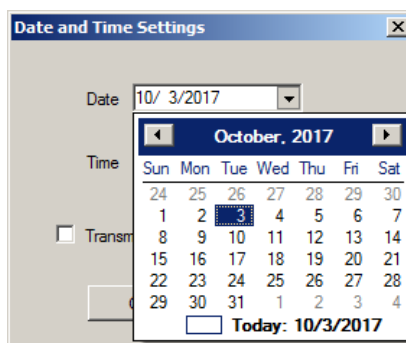 Date and Time Settings
Date 10/ 3/2017
October, 2017
Time
Sun Mon Tue Wed Thu Fri Sat
24 25 26 27 28 29 30
1 2 3 4 5 6 7
8 9 10 11 12 13 14
15 16 17 18 19 20 21
22 23 24 25 26 27 28
29 30 31 1 2 3 4
Today: 10/3/2017